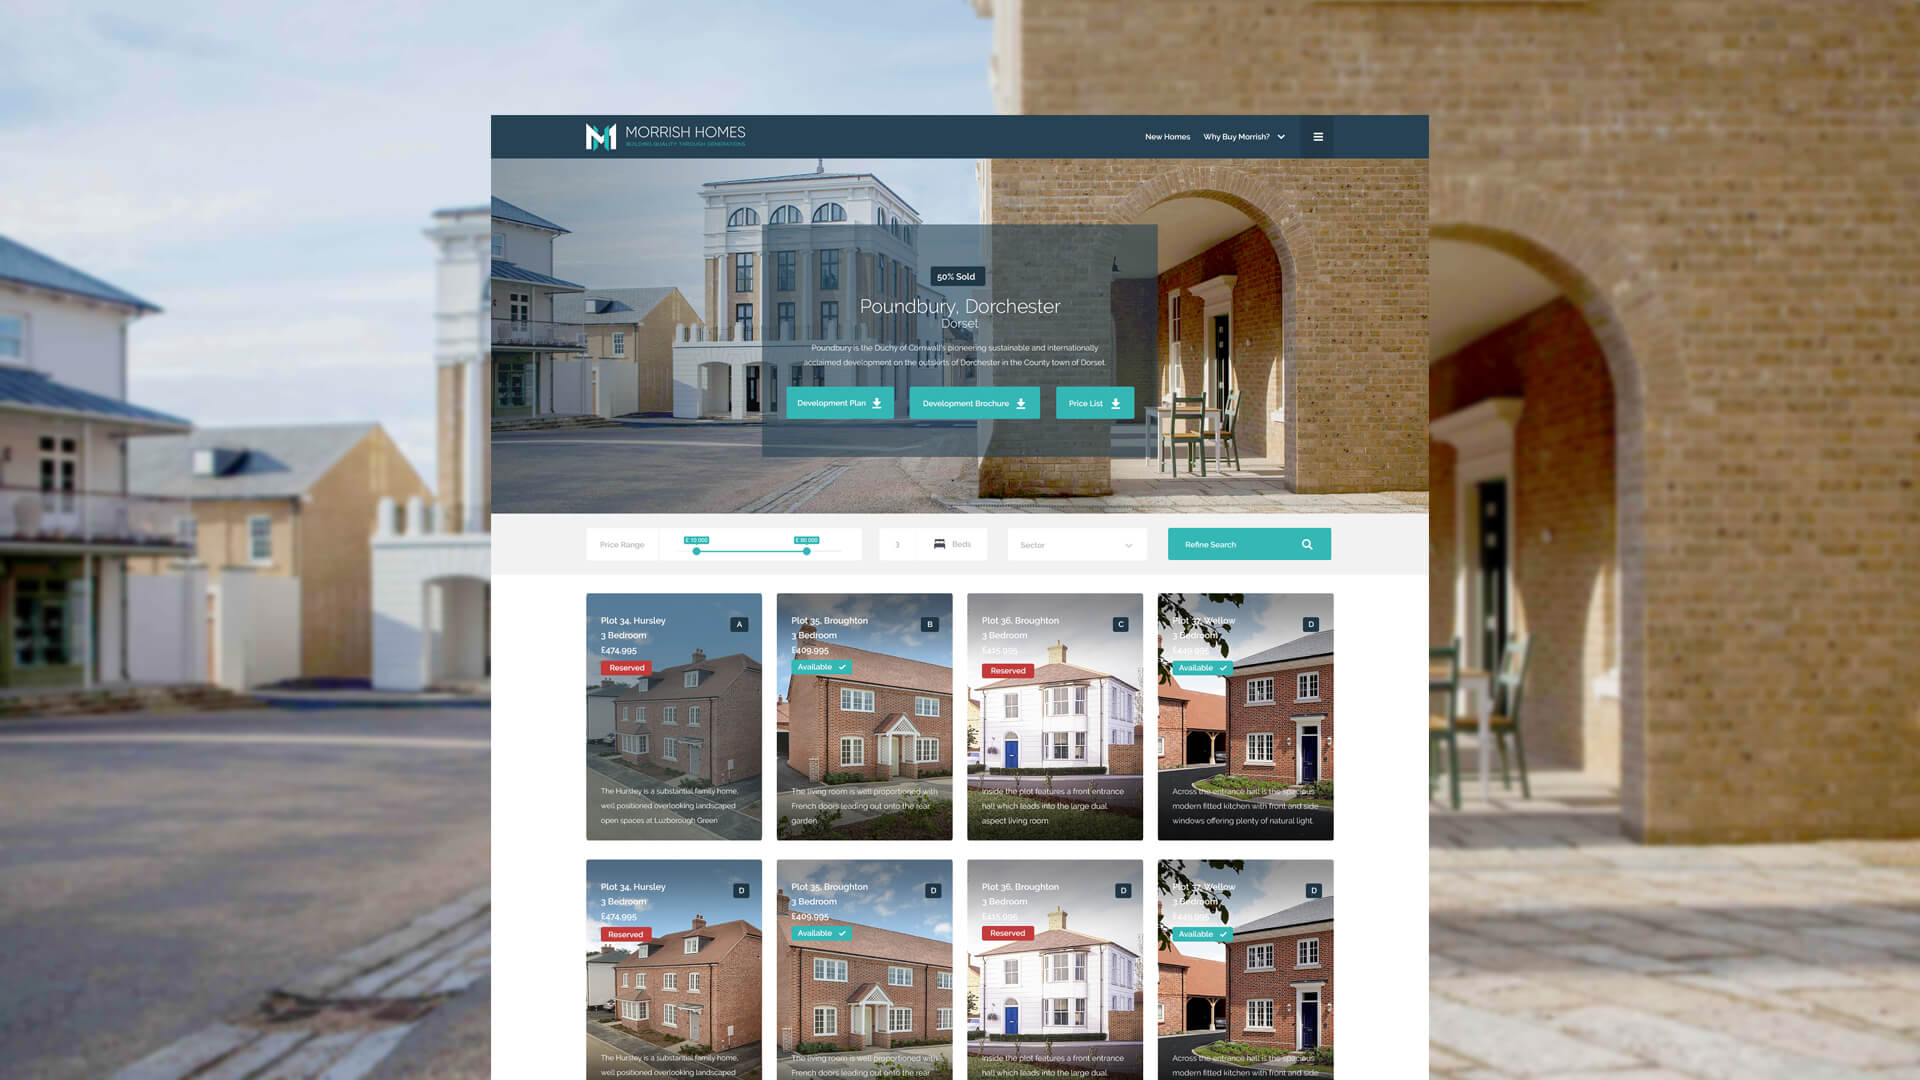 MORRISH HOMES
BUILDING QUALITY THROUGH GENERATIONS
New Homes
Why Buy Morrish?
50% Sold
Poundbury, Dorchester
Dorset
Poundbury is the Duchy of Cornwall's pioneering sustainable and internationally
acclaimed development on the outskirts of Dorchester in the County town of Dorset.
Development Plan
Development Brochure
Price List
Price Range
£ 10 000
£ 90 000
3
Beds
Sector
Refine Search
Plot 34, Hursley
A
3 Bedroom
£474,995
Reserved
The Hursley is a substantial family home,
well positioned overlooking landscaped
open spaces at Luzborough Green
Plot 35, Broughton
B
3 Bedroom
£409,995
Available
The living room is well proportioned with
French doors leading out onto the rear
garden
Plot 36, Broughton
C
3 Bedroom
£415,995
Reserved
Inside the plot features a front entrance
hall which leads into the large dual
aspect living room
Plot 37, Wellow
D
3 Bedroom
£449,995
Available
Across the entrance hall is the spacious
modern fitted kitchen with front and side
windows offering plenty of natural light.
Plot 34, Hursley
D
3 Bedroom
£474,995
Reserved
The Hursley is a substantial family home,
well positioned overlooking landscaped
Plot 35, Broughton
D
3 Bedroom
£409,995
Available
The living room is well proportioned with
French doors leading out onto the rear
Plot 36, Broughton
D
3 Bedroom
£415,995
Reserved
Inside the plot features a front entrance
hall which leads into the large dual
Plot 37, Wellow
D
3 Bedroom
£449,995
Available
Across the entrance hall is the spacious
modern fitted kitchen with front and side